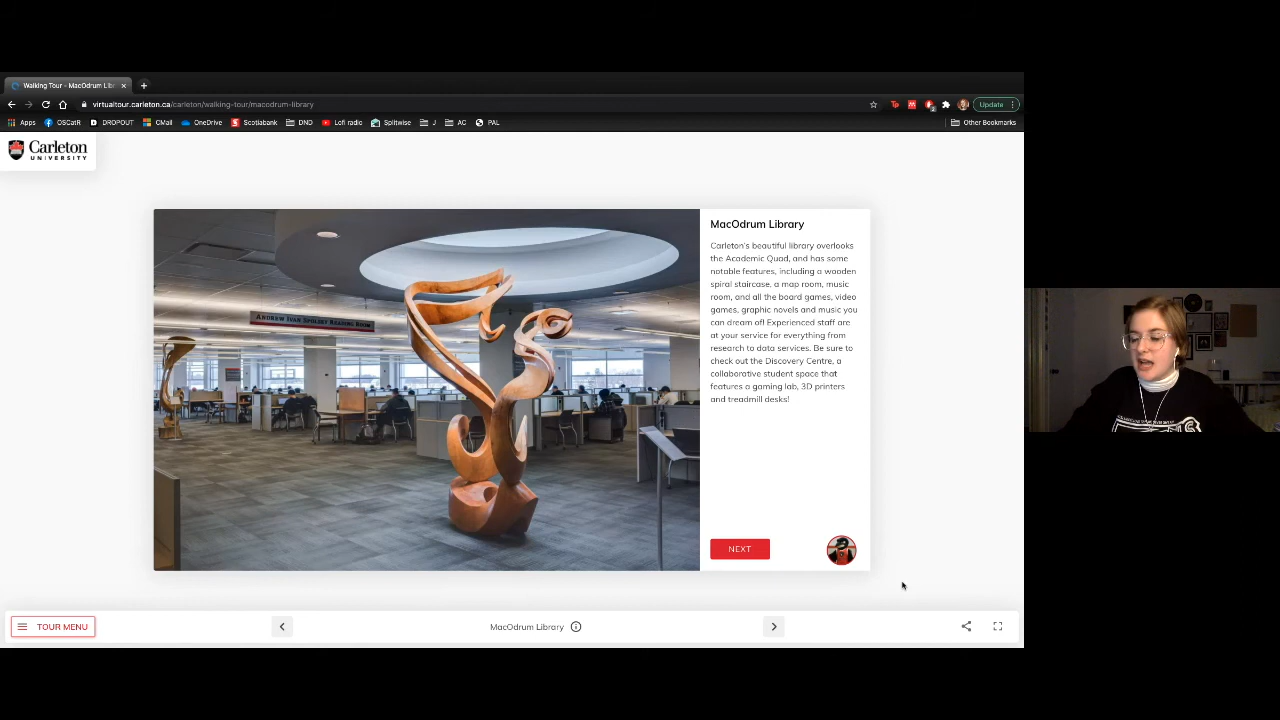 Walking Tour - MacOdrum Lib
virtualtour.carleton.ca/carleton/walking-tour/macodrum-library
Update
Apps OSCatR DROPOUT CMail OneDrive Scotiabank DND Lofi radio Splitwise J AC PAL Other Bookmarks
Carleton
UNIVERSITY
ANDREW IVAN SPOLSKY READING ROOM
MacOdrum Library
Carleton's beautiful library overlooks
the Academic Quad, and has some
notable features, including a wooden
spiral staircase, a map room, music
room, and all the board games, video
games, graphic novels and music you
can dream of! Experienced staff are
at your service for everything from
research to data services. Be sure to
check out the Discovery Centre, a
collaborative student space that
features a gaming lab, 3D printers
and treadmill desks!
NEXT
TOUR MENU
MacOdrum Library